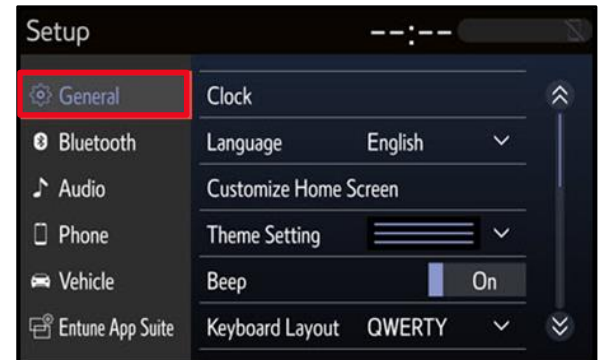 Setup --:--
General
Bluetooth
Audio
Phone
Vehicle
Entune App Suite
Clock
Language English
Customize Home Screen
Theme Setting
Beep On
Keyboard Layout QWERTY